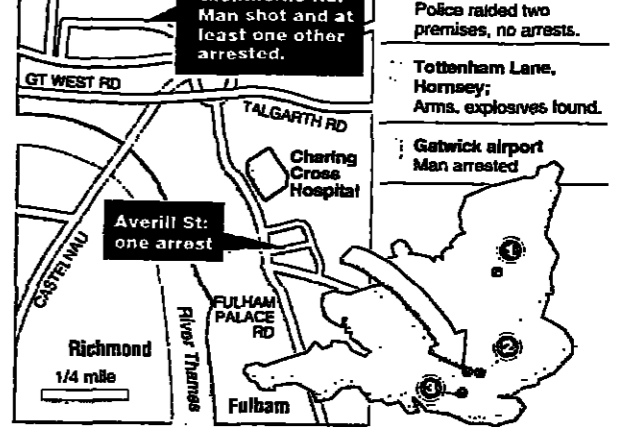 Man shot and at
least one other
arrested.
GT WEST RD
TALGARTH RD
Charing
Cross
Hospital
Averill St:
one arrest
CASTELNAU
FULHAM
PALACE
RD
River Thames
Richmond
1/4 mile
Fulham
Police raided two
premises, no arrests.
Tottenham Lane,
Hornsey;
Arms, explosives found.
Gatwick airport
Man arrested
1
2
3